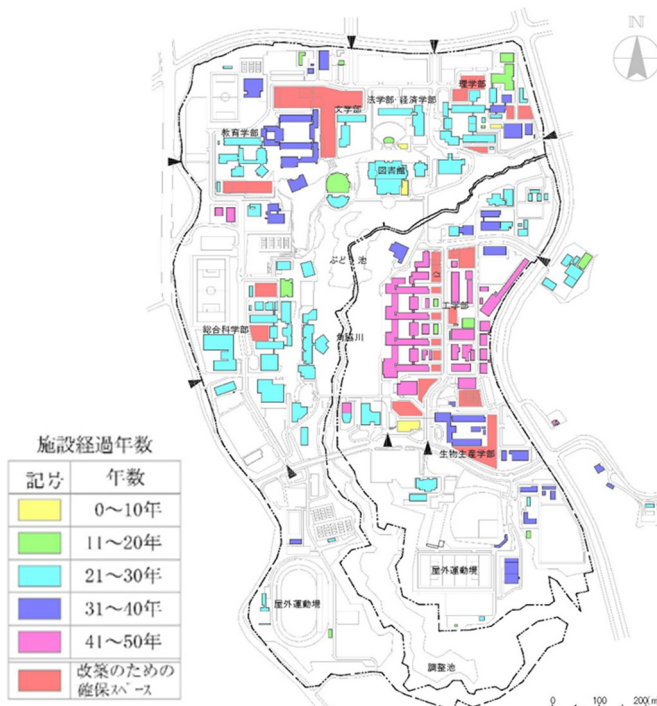 N
理学部
法学部・経済学部
文学部
教育学部
図書館
ぶどう池
工学部
総合科学部
角脇川
生物生産学部
施設経過年数
記号 年数
0～10年
11～20年
21～30年
31～40年
41～50年
改築のための
確保スペース
屋外運動場
屋外運動場
調整池
0 100 200(m